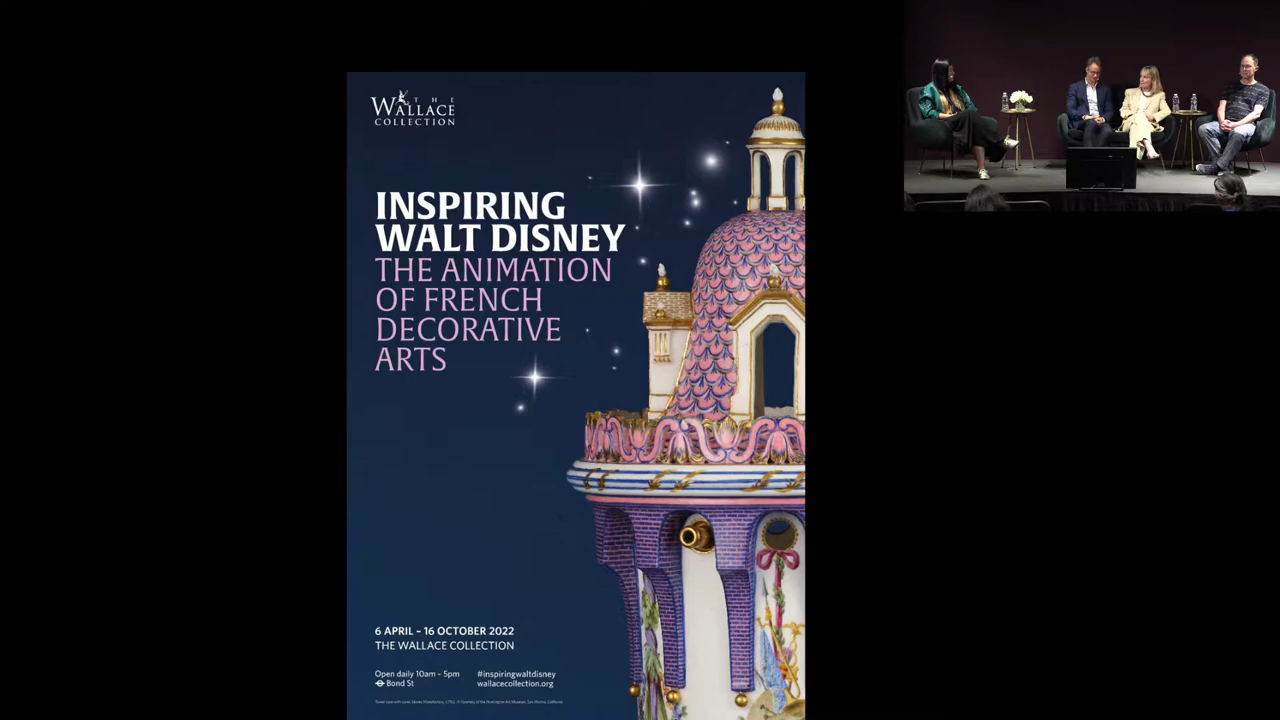 THE
WALLACE
COLLECTION
INSPIRING
WALT DISNEY
THE ANIMATION
OF FRENCH
DECORATIVE
ARTS
6 APRIL – 16 OCTOBER 2022
THE WALLACE COLLECTION
Open daily 10am – 5pm
Bond St
#inspiringwaltdisney
wallacecollection.org